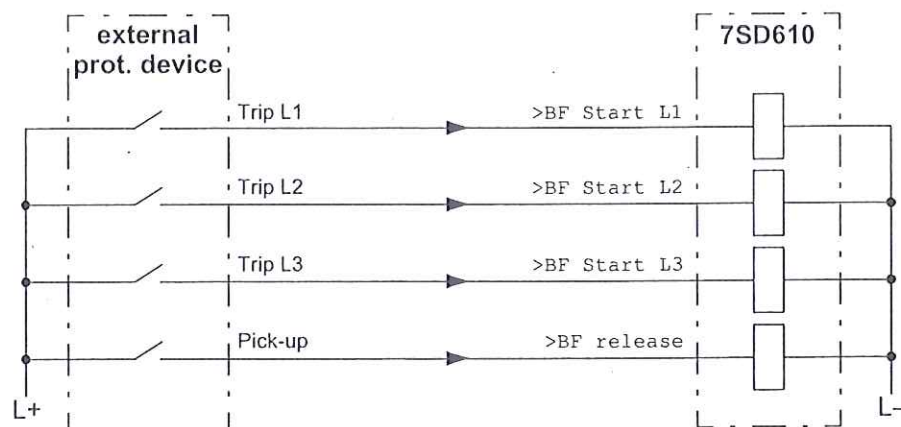 external
prot. device
7SD610
Trip L1
>BF Start L1
Trip L2
>BF Start L2
Trip L3
>BF Start L3
Pick-up
>BF release
L+
L-